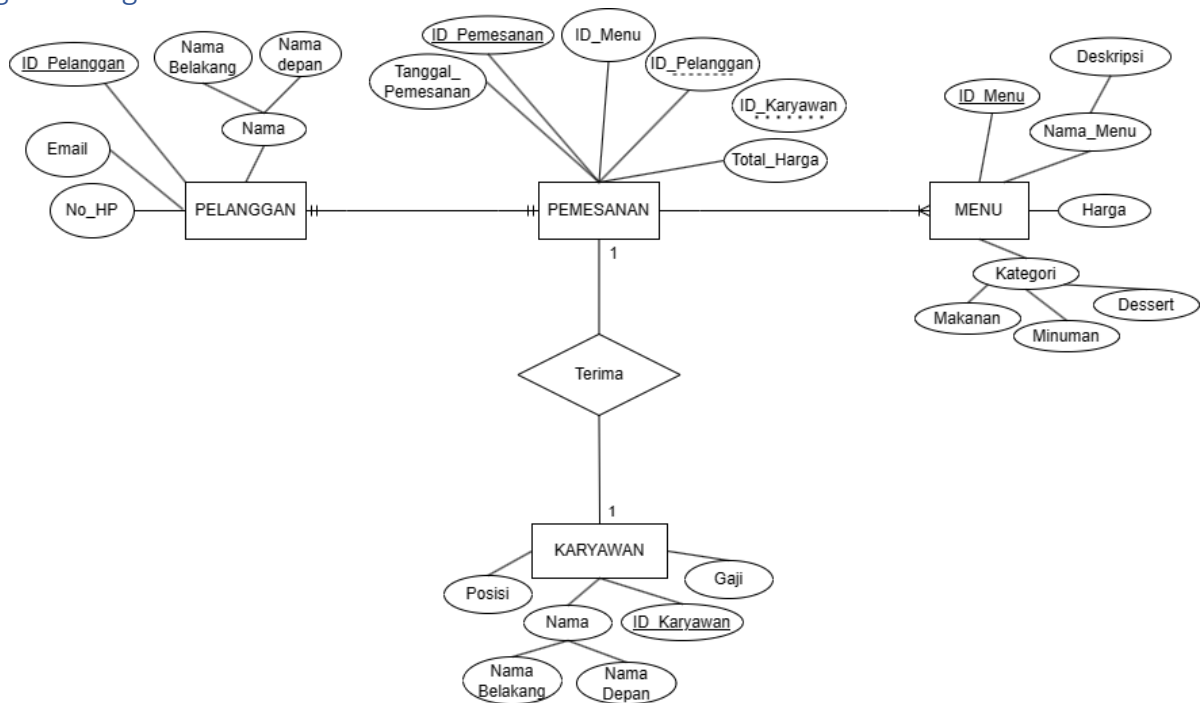 ID_Pelanggan
Nama
Belakang
Nama
depan
Nama
Email
No_HP
PELANGGAN
ID_Pemesanan
ID_Menu
Tanggal_
Pemesanan
ID_Pelanggan
ID_Karyawan
Total_Harga
PEMESANAN
1
Deskripsi
ID_Menu
Nama_Menu
MENU
Harga
Kategori
Makanan
Minuman
Dessert
Terima
1
KARYAWAN
Posisi
Gaji
Nama
ID_Karyawan
Nama
Belakang
Nama
Depan